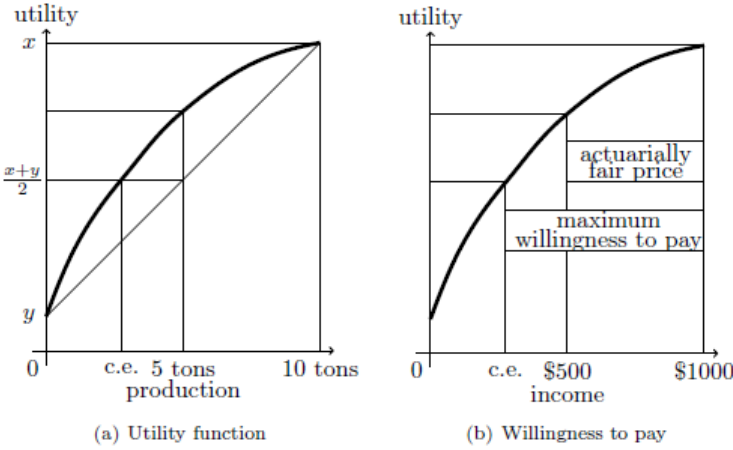 utility
x
x+y
2
y
0
c.e.
5 tons
10 tons
production
(a) Utility function
utility
actuarially
fair price
maximum
willingness to pay
0
c.e.
$500
$1000
income
(b) Willingness to pay